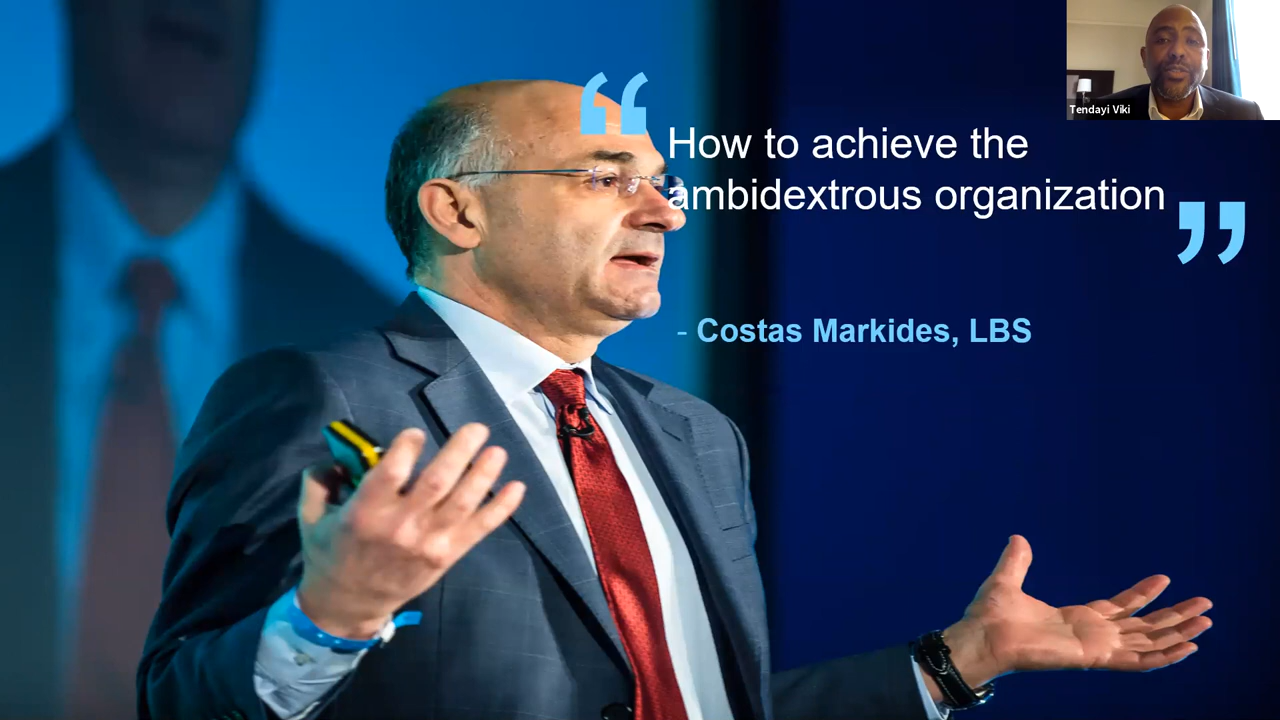 “
How to achieve the
ambidextrous organization
”
- Costas Markides, LBS
Tendayi Viki